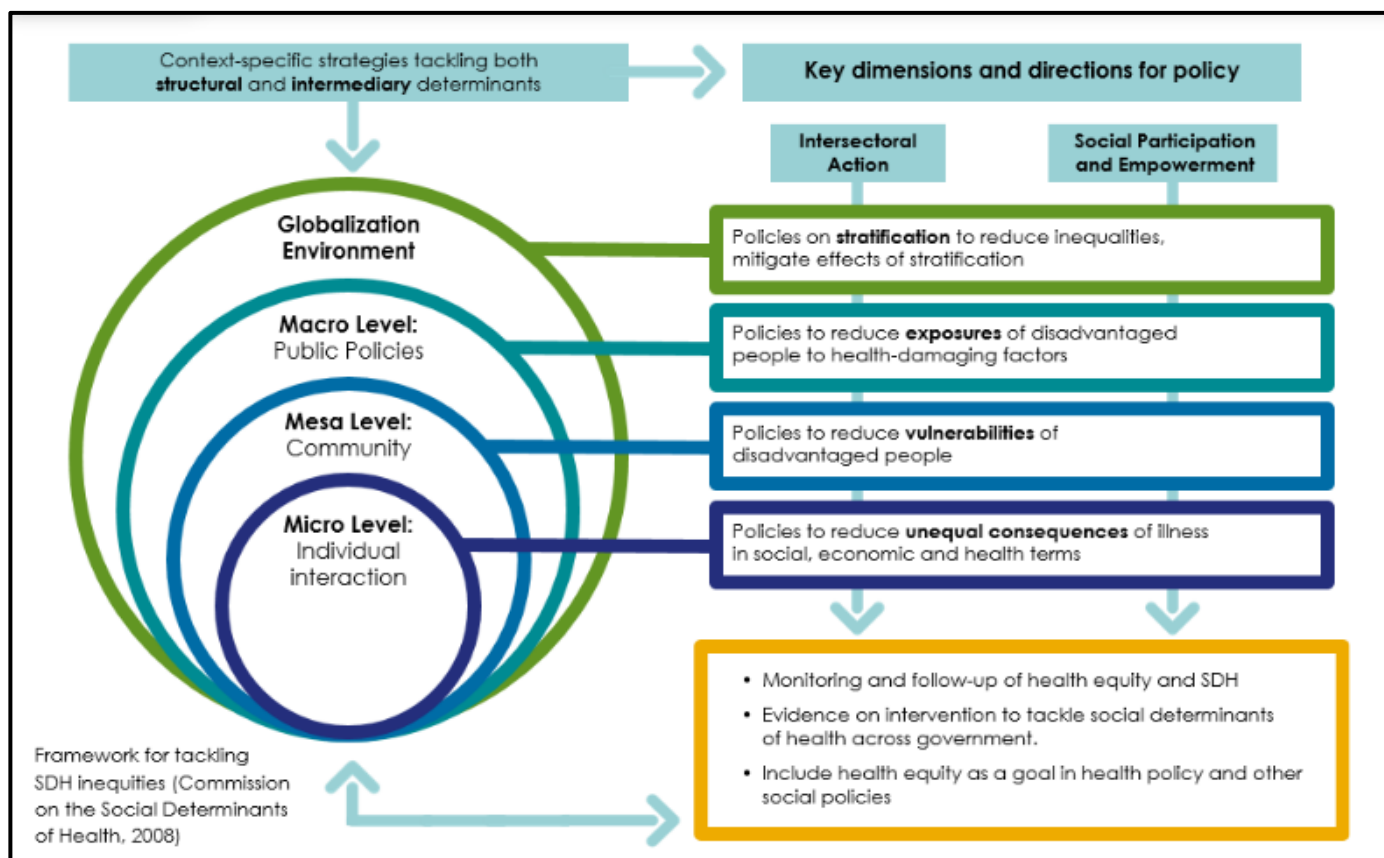 Context-specific strategies tackling both
structural and intermediary determinants
Key dimensions and directions for policy
Intersectoral
Action
Social Participation
and Empowerment
Globalization
Environment
Policies on stratification to reduce inequalities,
mitigate effects of stratification
Macro Level:
Public Policies
Policies to reduce exposures of disadvantaged
people to health-damaging factors
Mesa Level:
Community
Policies to reduce vulnerabilities of
disadvantaged people
Micro Level:
Individual
interaction
Policies to reduce unequal consequences of illness
in social, economic and health terms
• Monitoring and follow-up of health equity and SDH
• Evidence on intervention to tackle social determinants
of health across government.
• Include health equity as a goal in health policy and other
social policies
Framework for tackling
SDH inequities (Commission
on the Social Determinants
of Health, 2008)